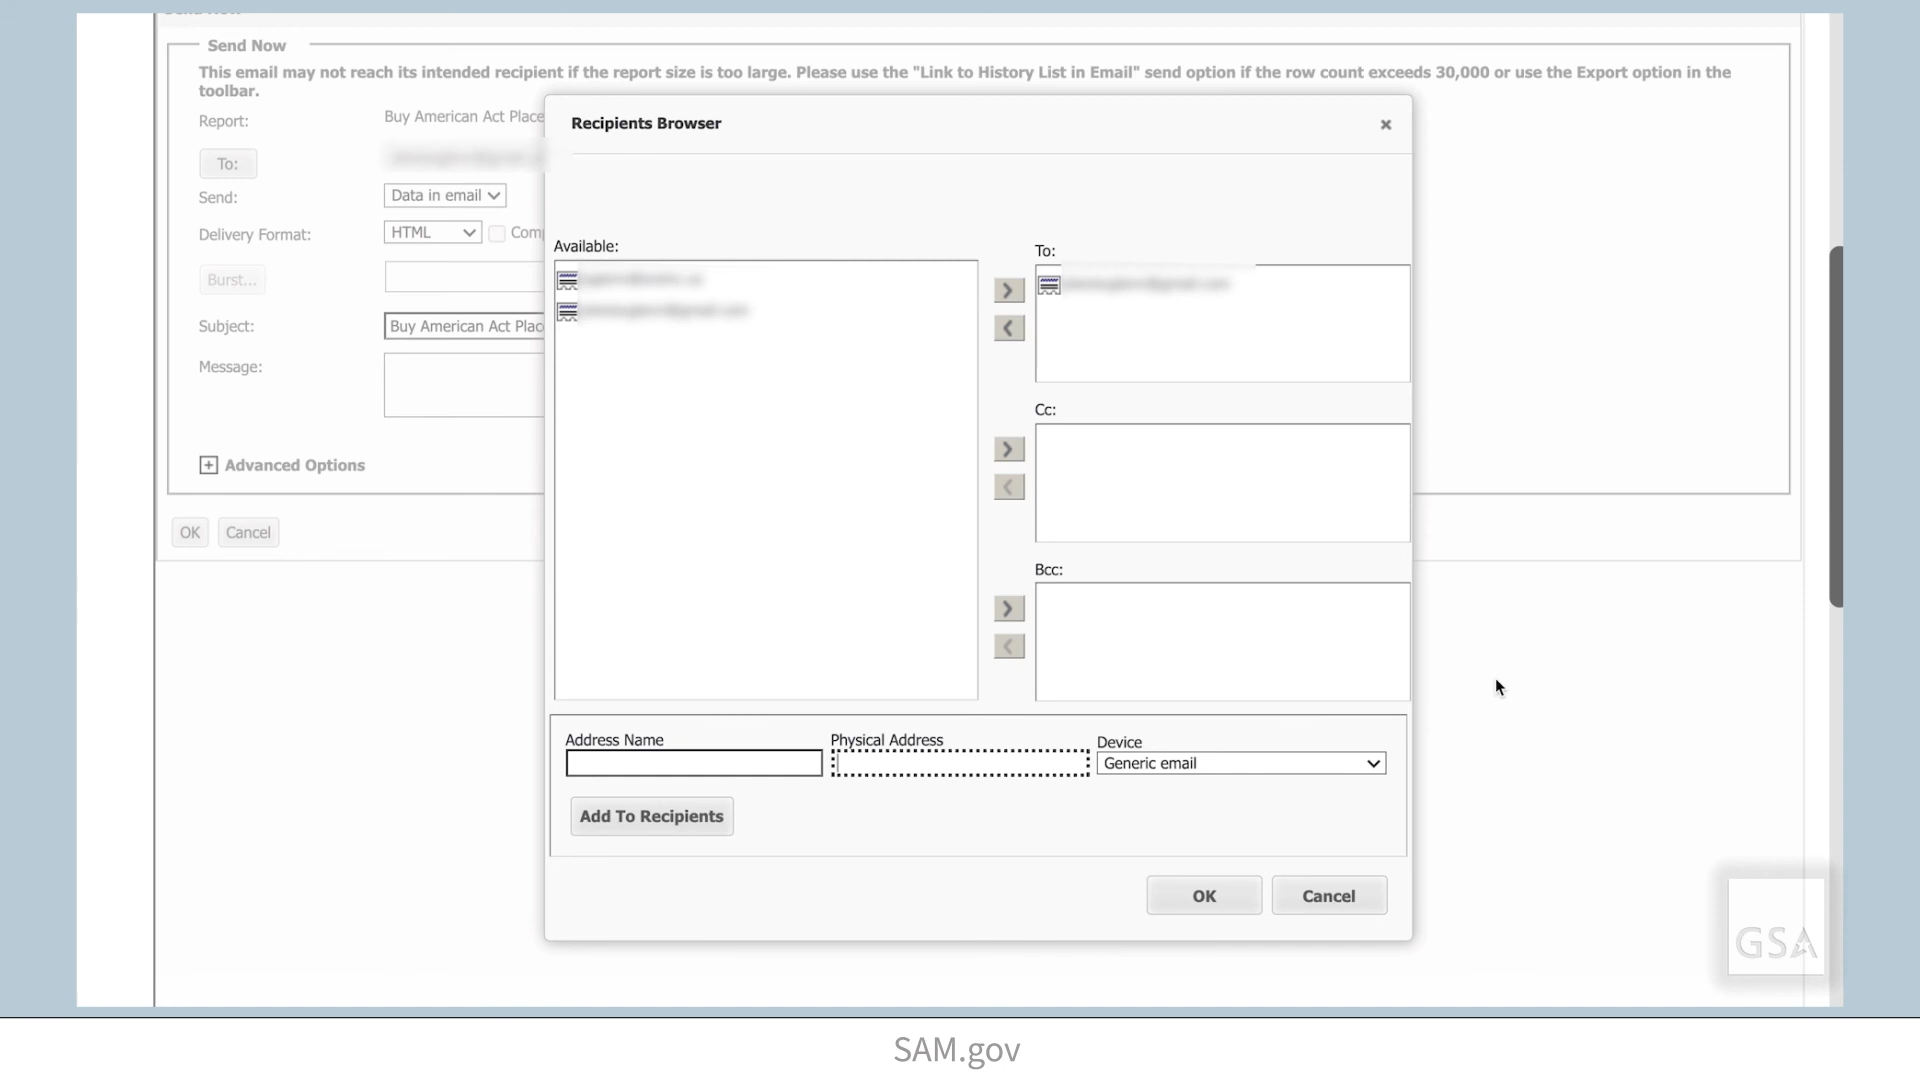 Send Now
This email may not reach its intended recipient if the report size is too large. Please use the "Link to History List in Email" send option if the row count exceeds 30,000 or use the Export option in the
toolbar.
Report:
Buy American Act Place
To:
Send:
Data in email
Delivery Format:
HTML
Burst...
Subject:
Buy American Act Plac
Message:
Advanced Options
OK
Cancel
Recipients Browser
Available:
To:
Cc:
Bcc:
Address Name
Physical Address
Device
Generic email
Add To Recipients
OK
Cancel
GSA
SAM.gov